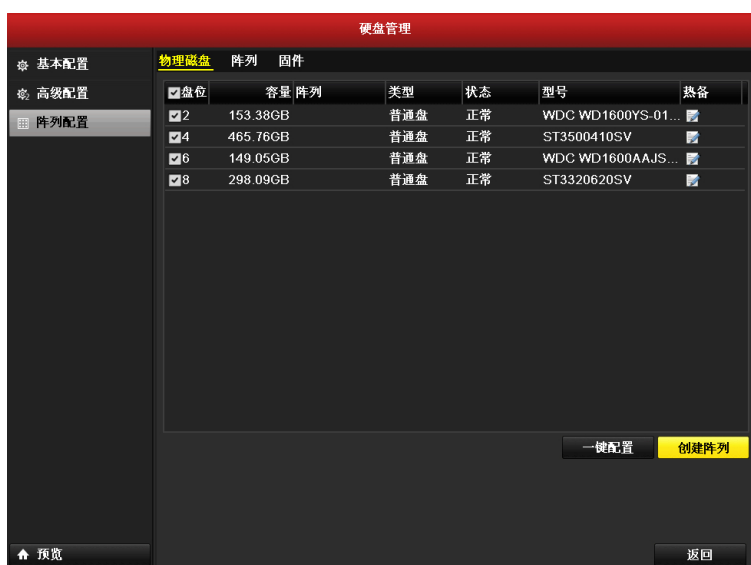 硬盘管理
基本配置
高级配置
阵列配置
物理磁盘 阵列 固件
盘位 容量 阵列 类型 状态 型号 热备
2 153.38GB 普通盘 正常 WDC WD1600YS-01...
4 465.76GB 普通盘 正常 ST3500410SV
6 149.05GB 普通盘 正常 WDC WD1600AAJS...
8 298.09GB 普通盘 正常 ST3320620SV
一键配置 创建阵列
预览 返回